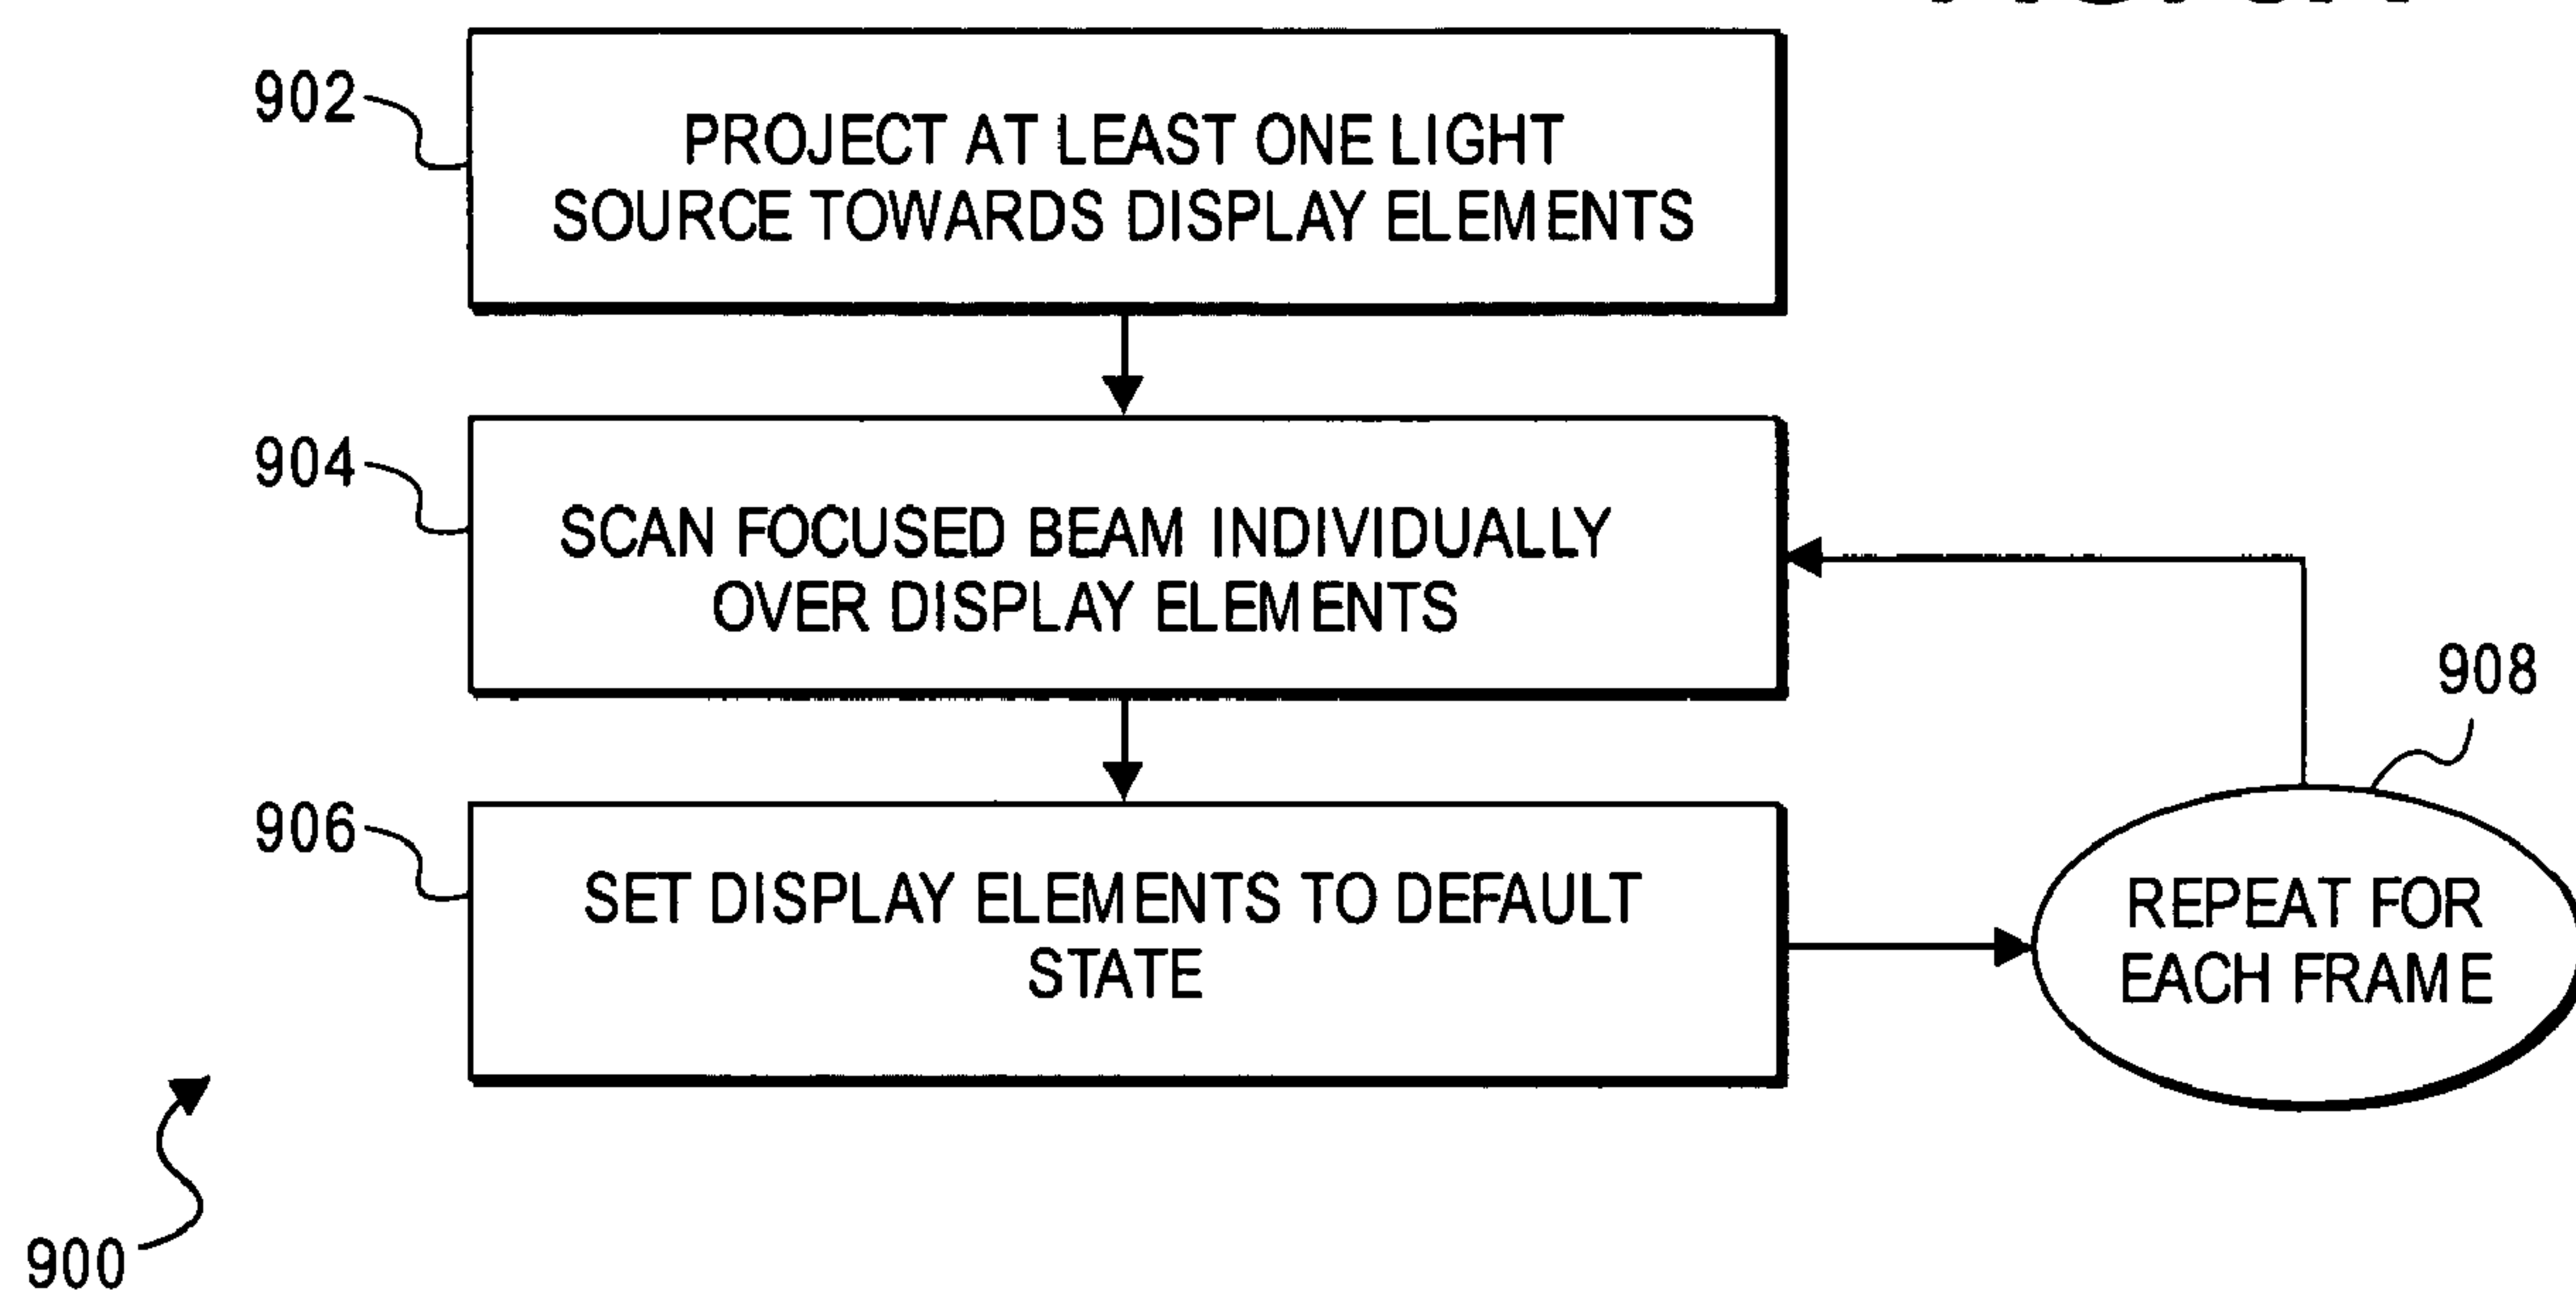 902
PROJECT AT LEAST ONE LIGHT
SOURCE TOWARDS DISPLAY ELEMENTS
904
SCAN FOCUSED BEAM INDIVIDUALLY
OVER DISPLAY ELEMENTS
908
906
SET DISPLAY ELEMENTS TO DEFAULT
STATE
REPEAT FOR
EACH FRAME
900